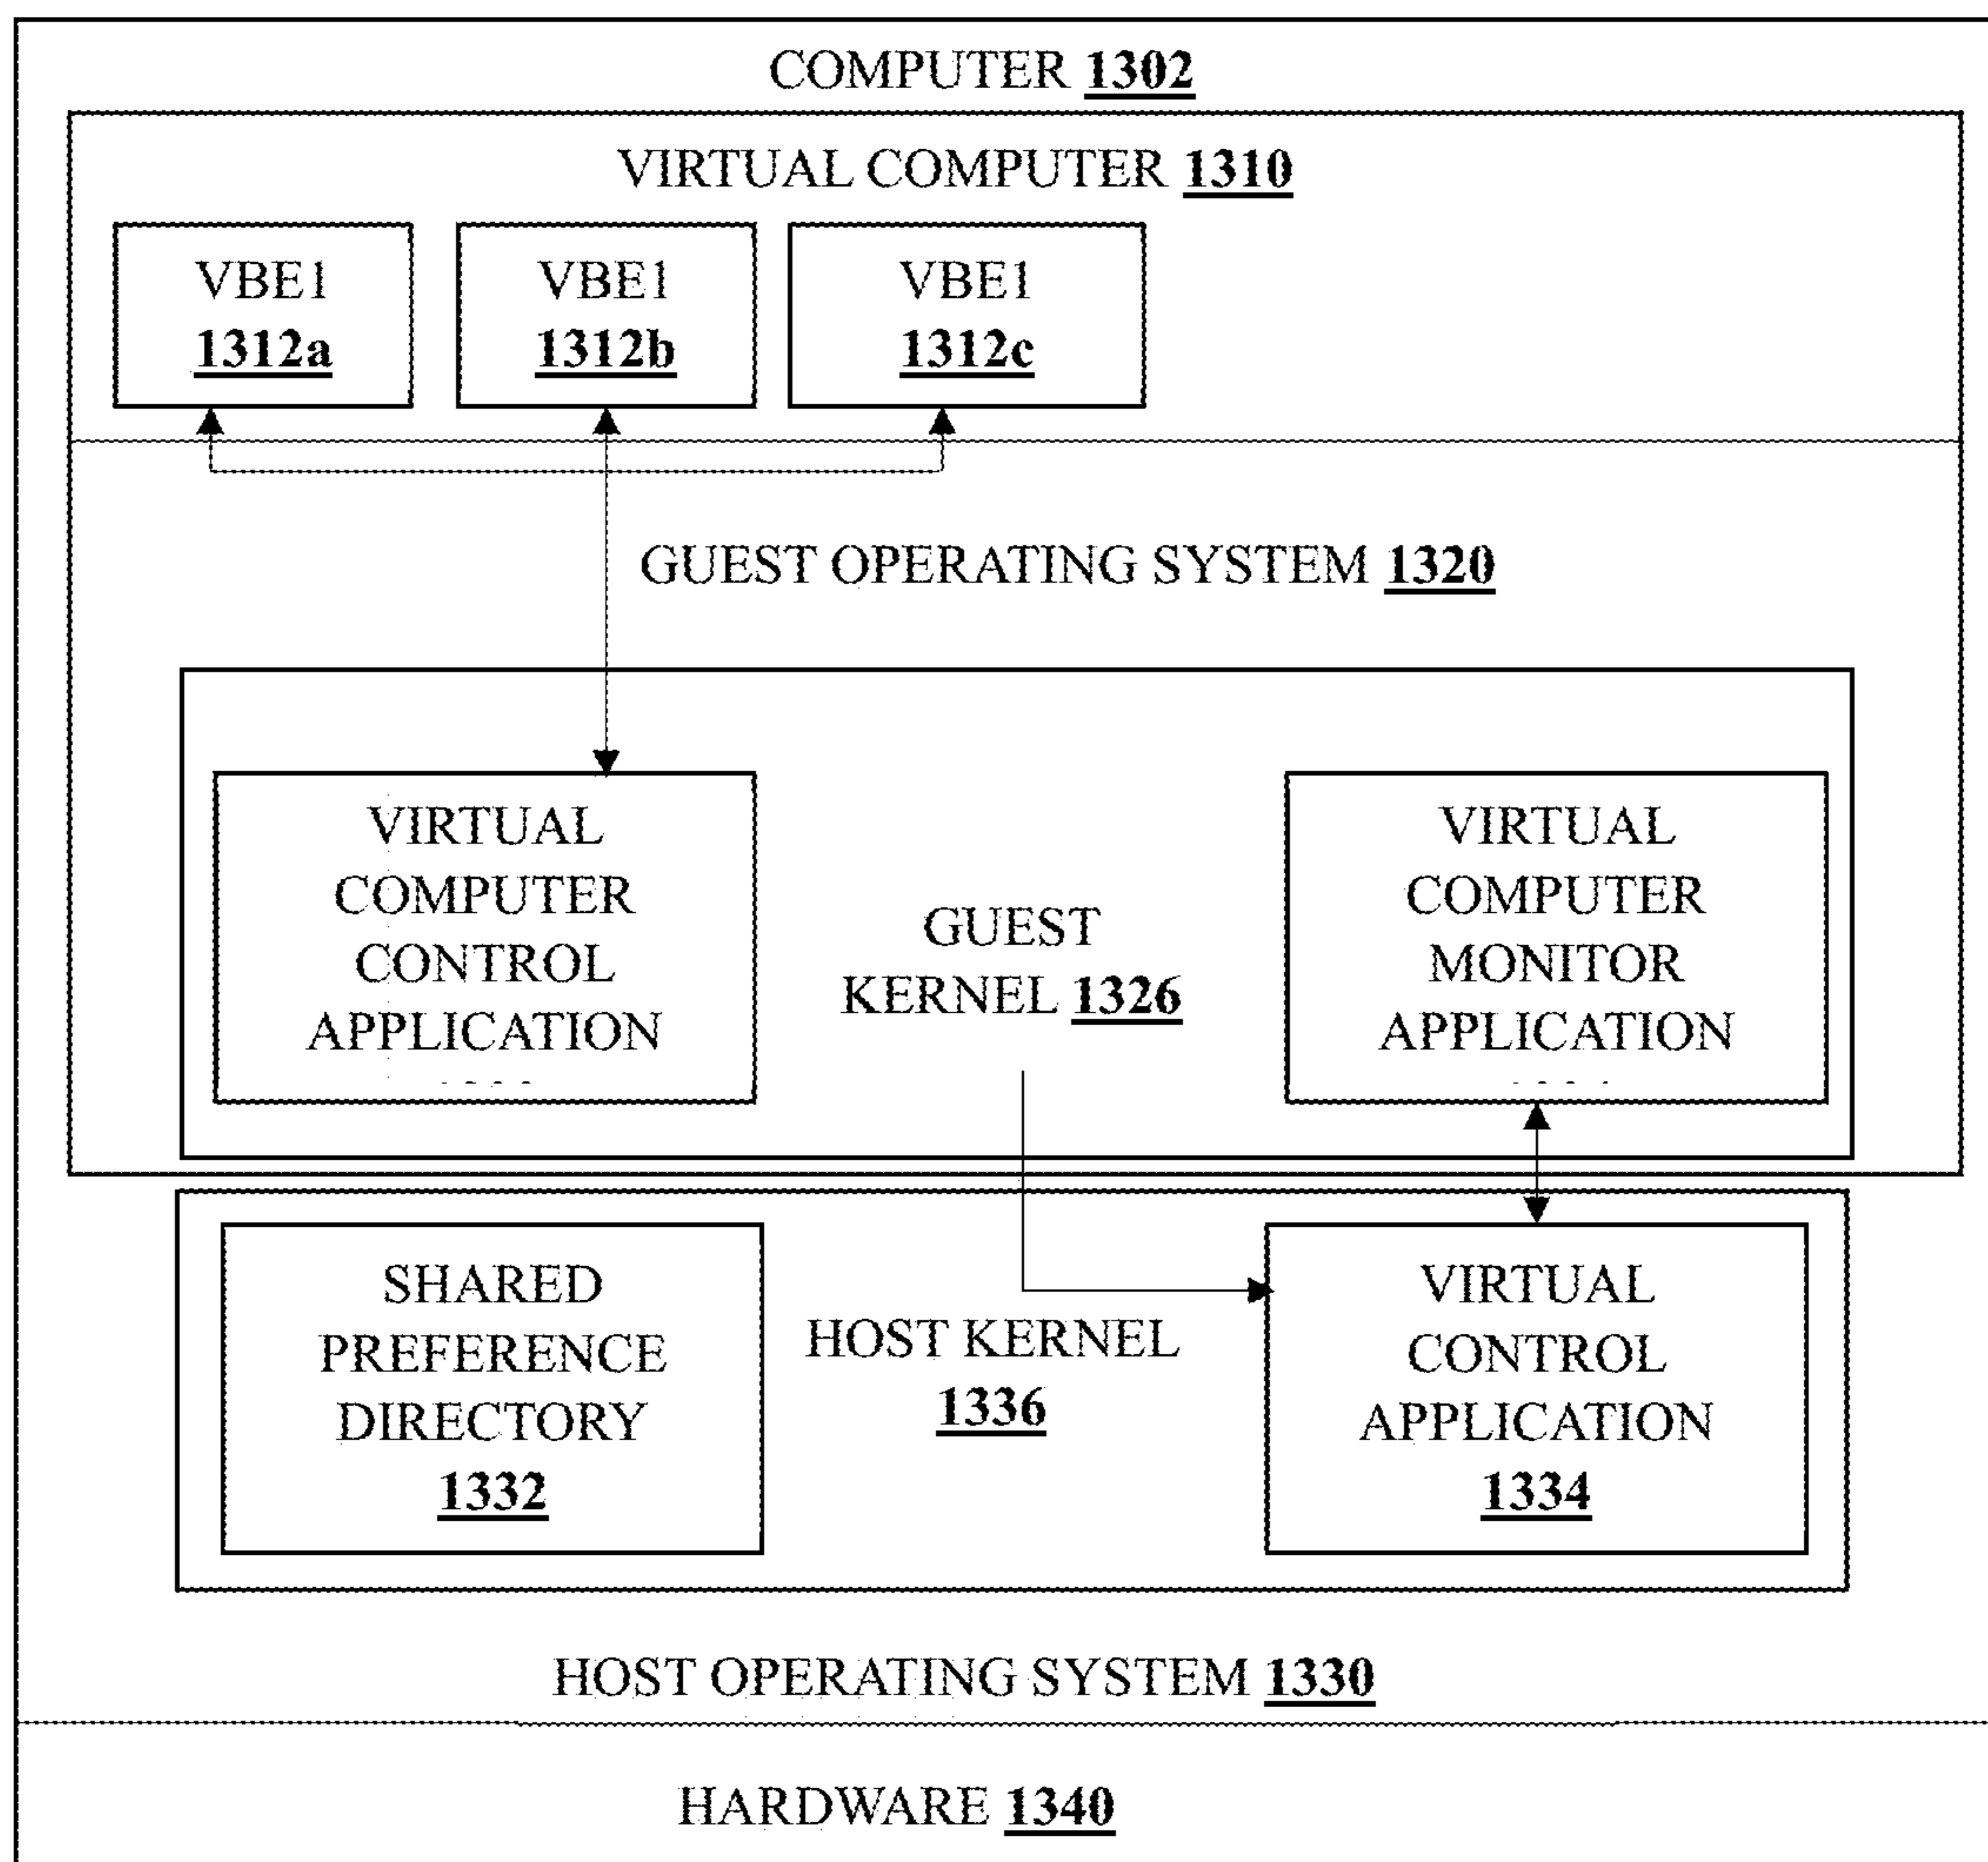 COMPUTER 1302
VIRTUAL COMPUTER 1310
VBE1
1312a
VBE1
1312b
VBE1
1312c
GUEST OPERATING SYSTEM 1320
VIRTUAL
COMPUTER
CONTROL
APPLICATION
GUEST
KERNEL 1326
VIRTUAL
COMPUTER
MONITOR
APPLICATION
SHARED
PREFERENCE
DIRECTORY
1332
HOST KERNEL
1336
VIRTUAL
CONTROL
APPLICATION
1334
HOST OPERATING SYSTEM 1330
HARDWARE 1340